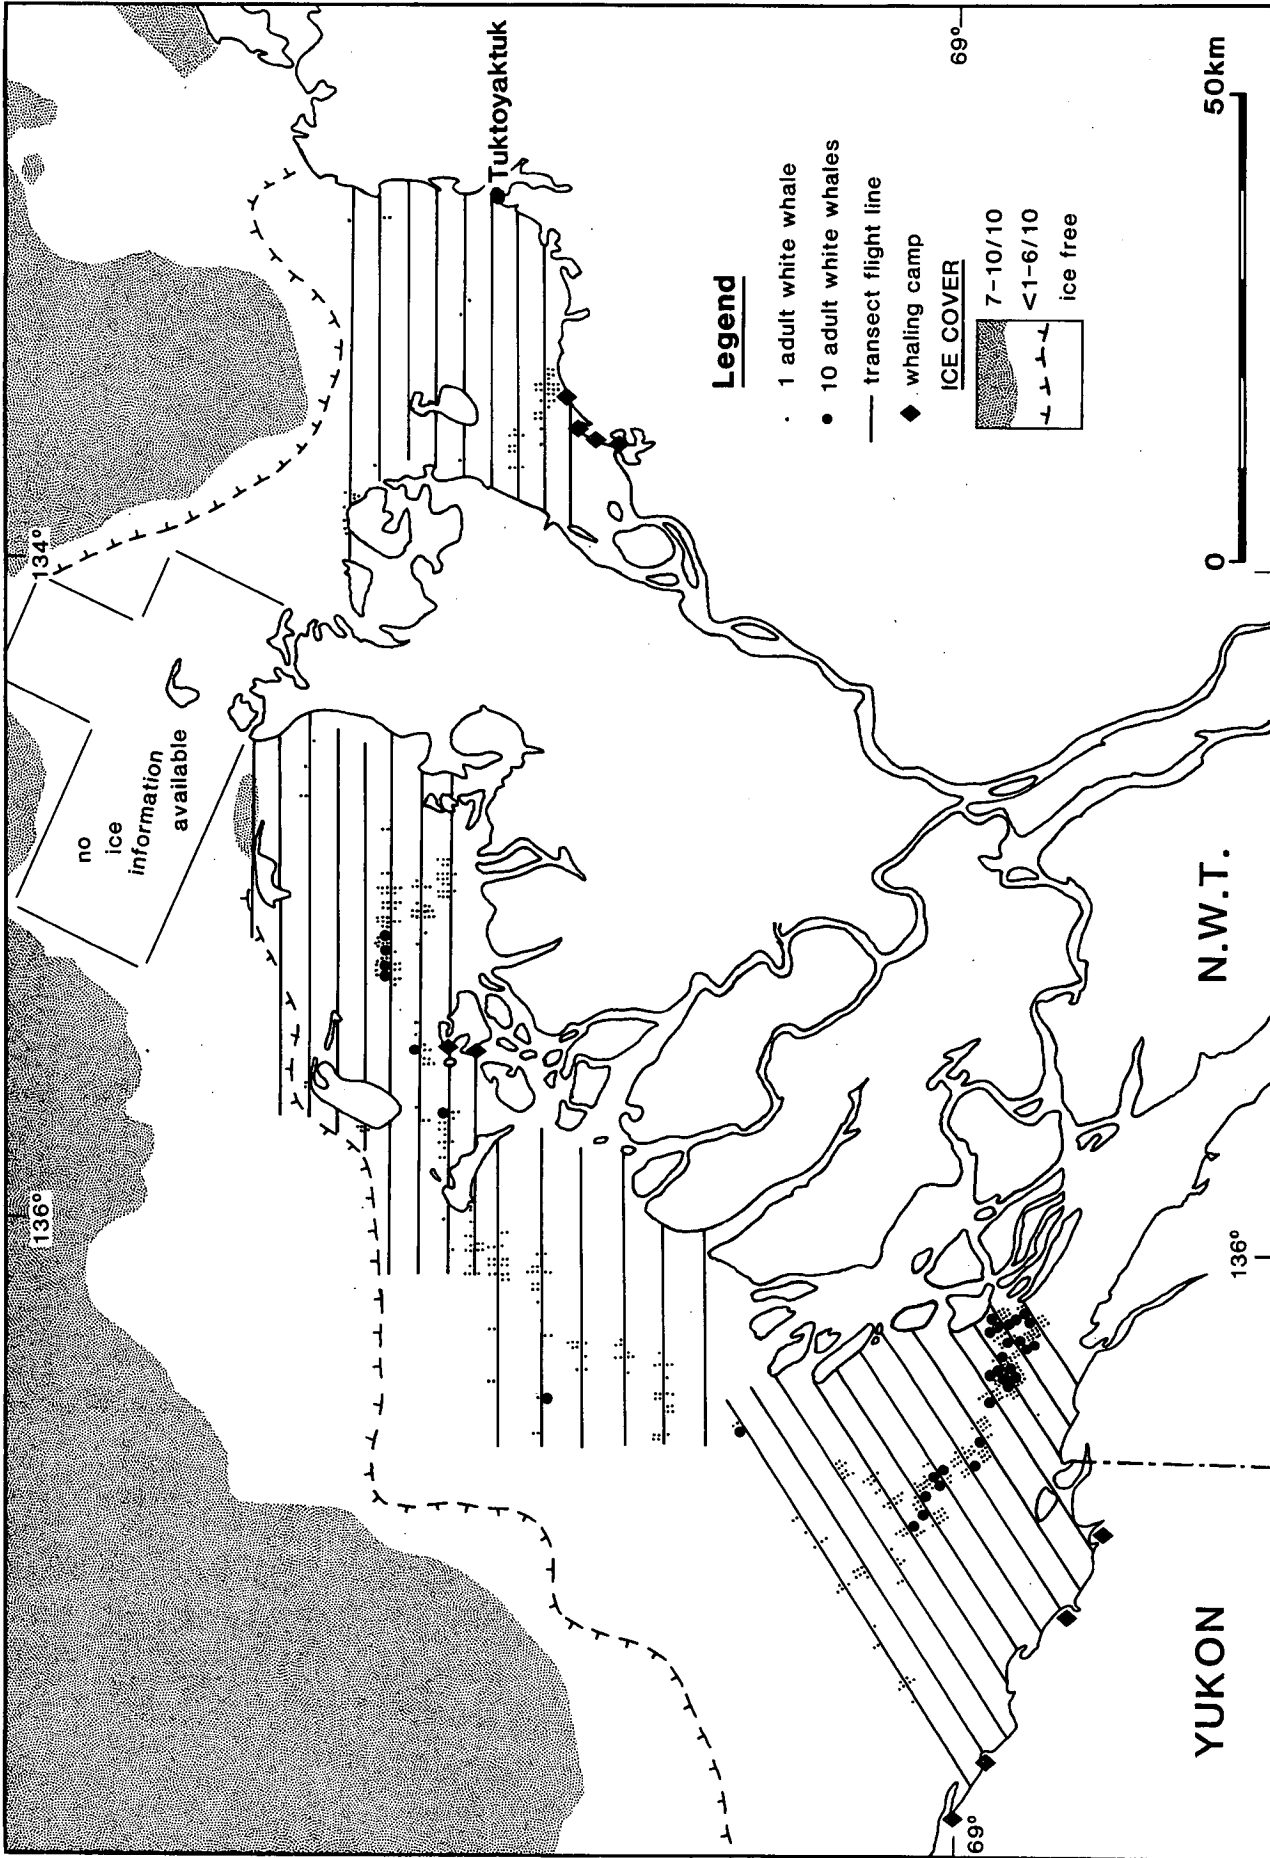 136°
134°
no
ice
information
available
Tuktoyaktuk
69°
Legend
1 adult white whale
10 adult white whales
transect flight line
whaling camp
ICE COVER
7-10/10
<1-6/10
ice free
0
50km
69°
YUKON
136°
N.W.T.